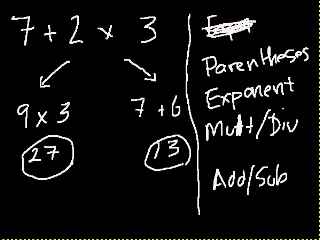 7 + 2 × 3
9 × 3
7 + 6
27
13
Parentheses
Exponent
Mult/Div
Add/Sub